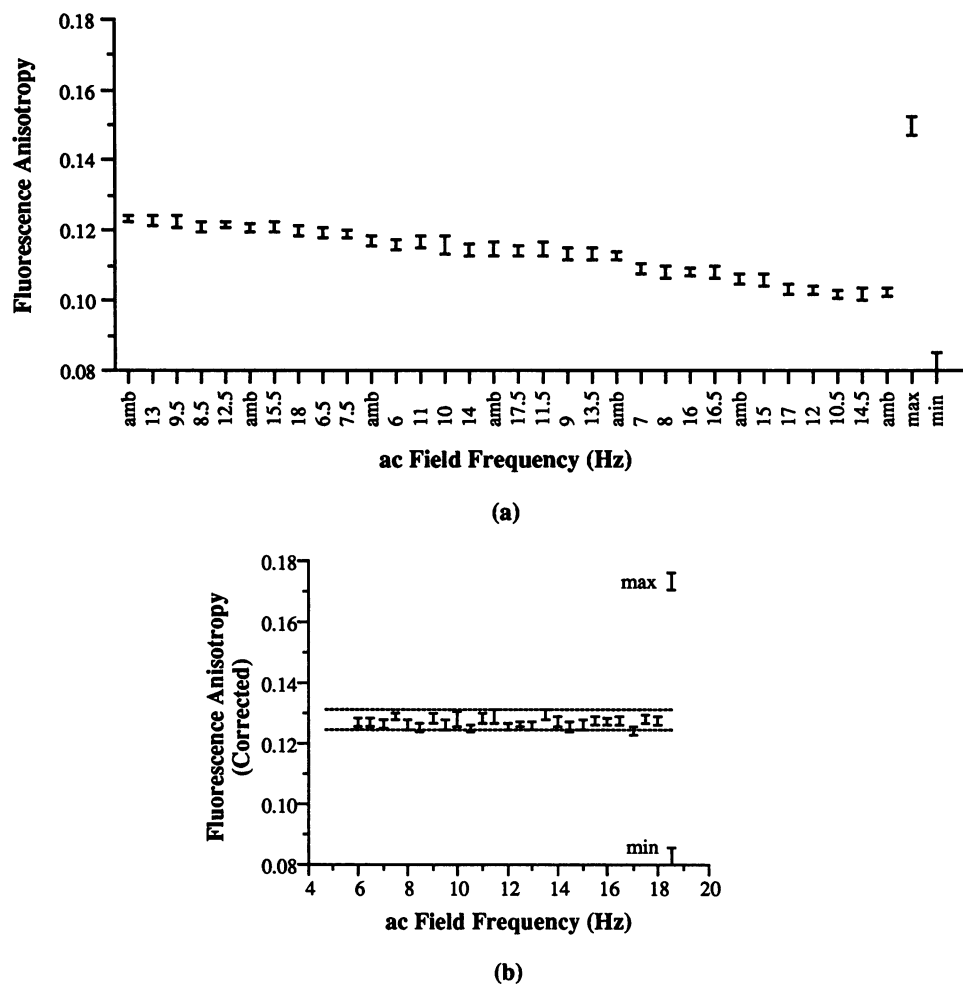 Fluorescence Anisotropy
0.18
0.16
0.14
0.12
0.10
0.08
amb
13
9.5
8.5
12.5
amb
15.5
18
6.5
7.5
amb
6
11
10
14
amb
17.5
11.5
9
13.5
amb
7
8
16
16.5
amb
15
17
12
10.5
14.5
amb
max
min
ac Field Frequency (Hz)
(a)
Fluorescence Anisotropy
(Corrected)
0.18
0.16
0.14
0.12
0.10
0.08
max
min
4 6 8 10 12 14 16 18 20
ac Field Frequency (Hz)
(b)